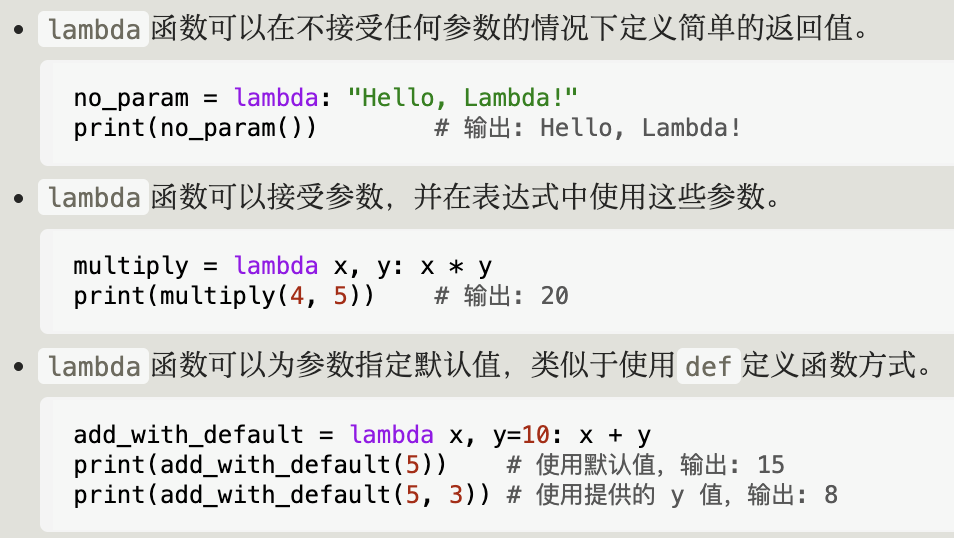 • lambda函数可以在不接受任何参数的情况下定义简单的返回值。
no_param = lambda: "Hello, Lambda!"
print(no_param())        # 输出: Hello, Lambda!
• lambda函数可以接受参数，并在表达式中使用这些参数。
multiply = lambda x, y: x * y
print(multiply(4, 5))    # 输出: 20
• lambda函数可以为参数指定默认值，类似于使用def定义函数方式。
add_with_default = lambda x, y=10: x + y
print(add_with_default(5))    # 使用默认值，输出: 15
print(add_with_default(5, 3)) # 使用提供的 y 值，输出: 8